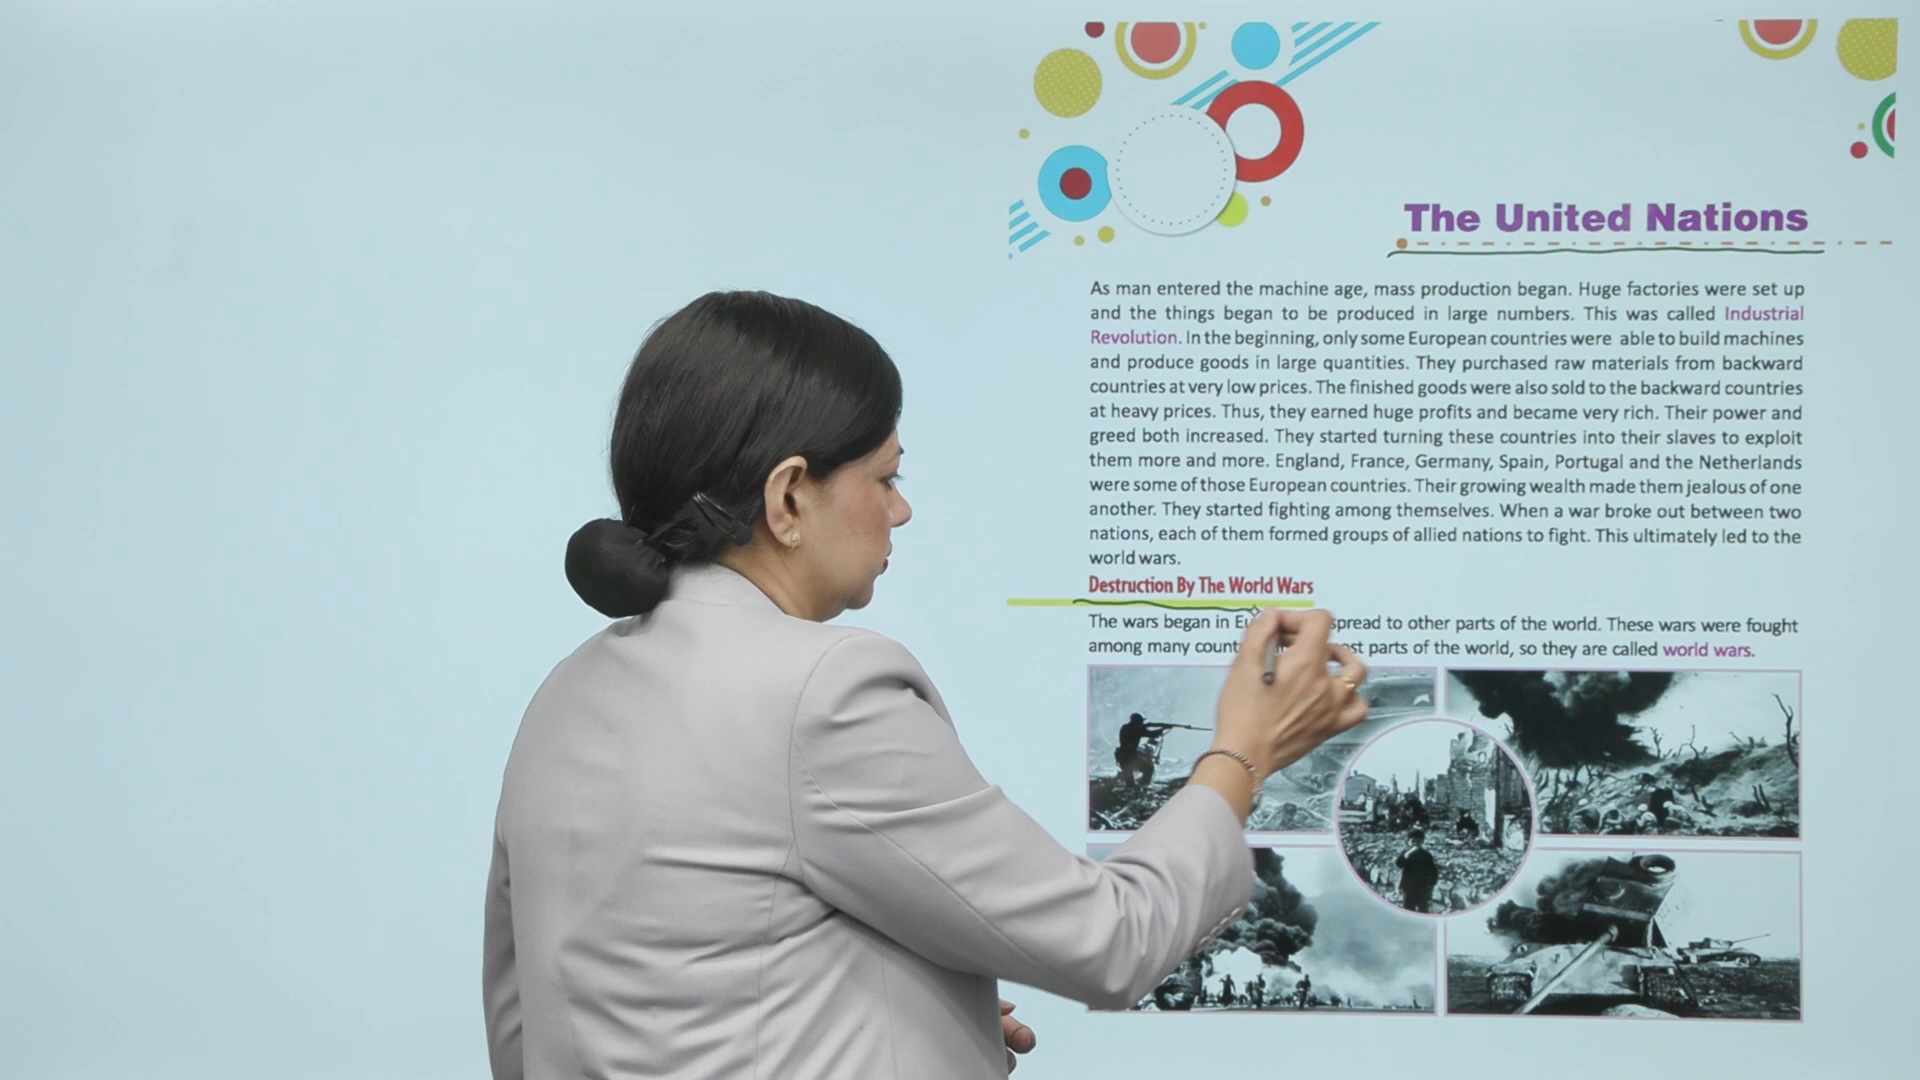 The United Nations
As man entered the machine age, mass production began. Huge factories were set up
and the things began to be produced in large numbers. This was called Industrial
Revolution. In the beginning, only some European countries were able to build machines
and produce goods in large quantities. They purchased raw materials from backward
countries at very low prices. The finished goods were also sold to the backward countries
at heavy prices. Thus, they earned huge profits and became very rich. Their power and
greed both increased. They started turning these countries into their slaves to exploit
them more and more. England, France, Germany, Spain, Portugal and the Netherlands
were some of those European countries. Their growing wealth made them jealous of one
another. They started fighting among themselves. When a war broke out between two
nations, each of them formed groups of allied nations to fight. This ultimately led to the
world wars.
Destruction By The World Wars
The wars began in spread to other parts of the world. These wars were fought
among many parts of the world, so they are called world wars.